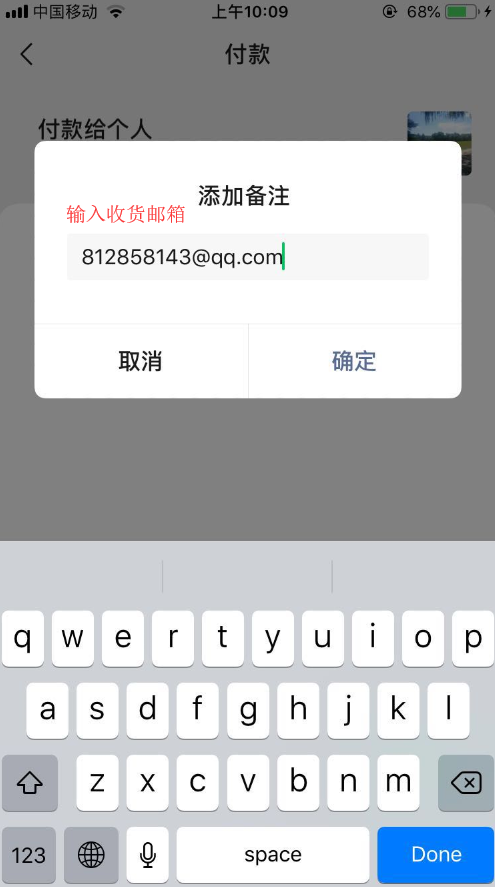 中国移动 上午10:09 68%
付款
付款给个人
添加备注
输入收货邮箱
812858143@qq.com
取消 确定
q w e r t y u i o p
a s d f g h j k l
z x c v b n m
123 space Done